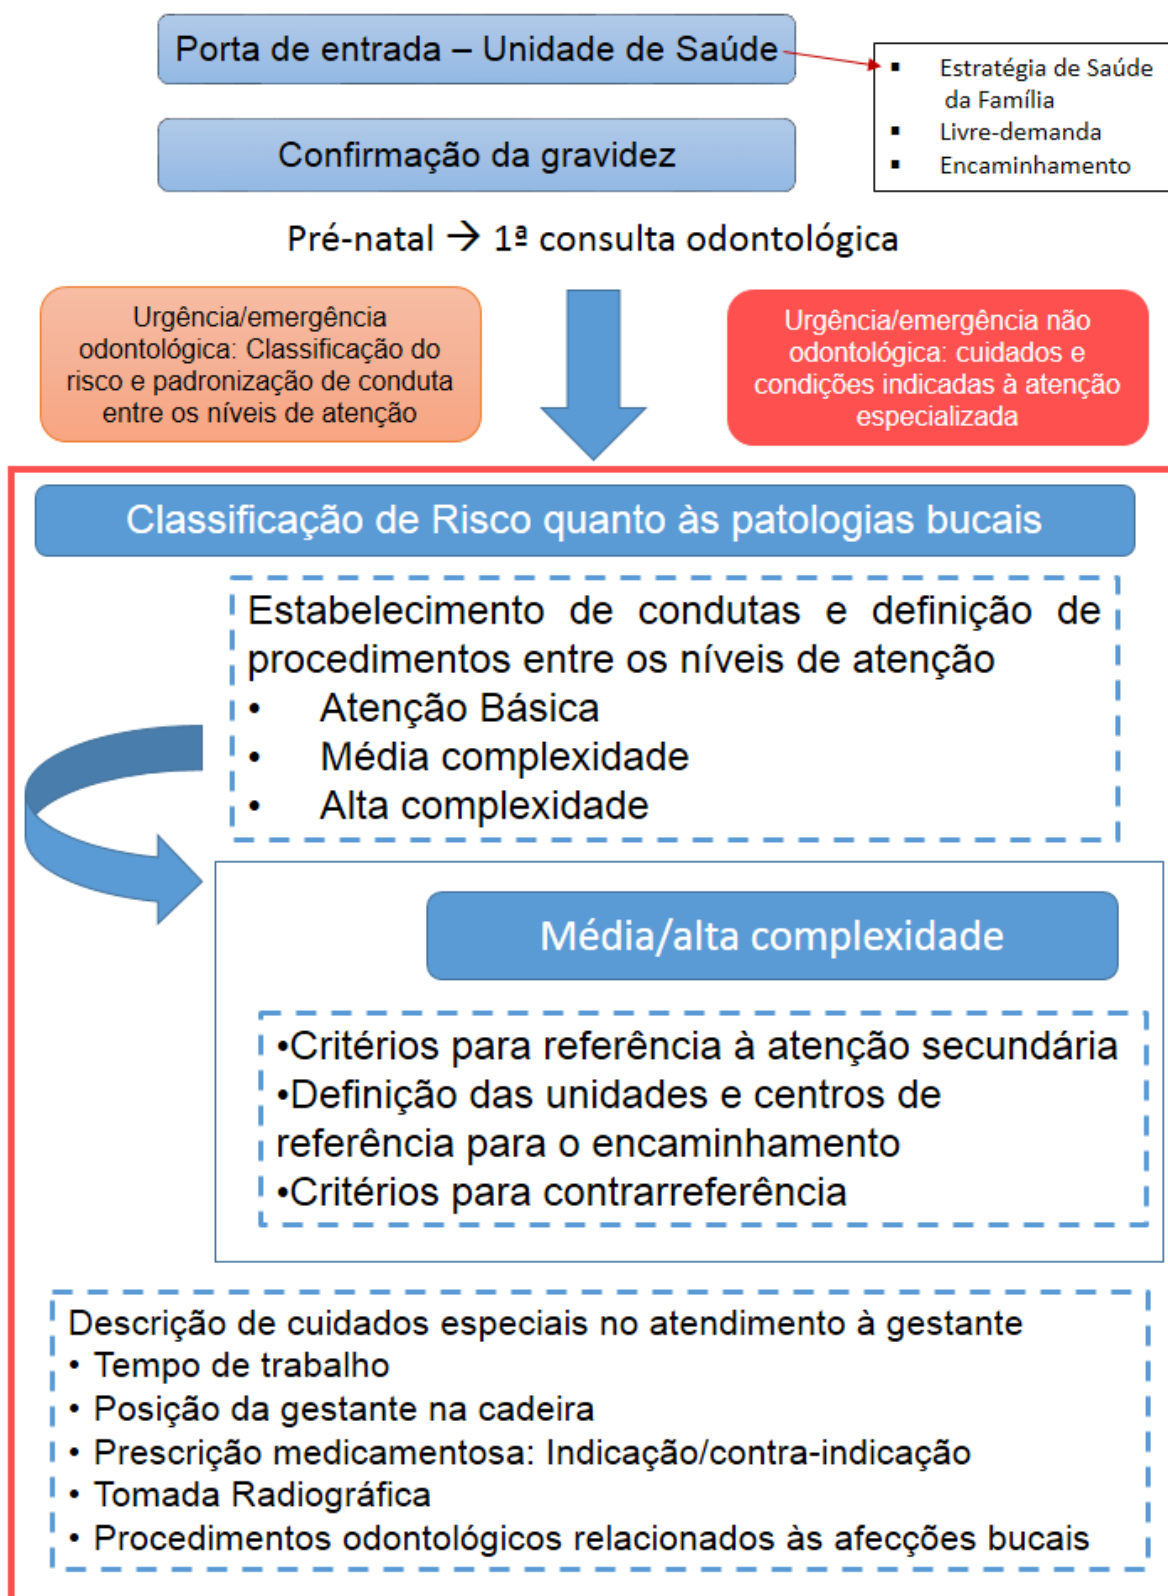 Porta de entrada – Unidade de Saúde
▪ Estratégia de Saúde
da Família
▪ Livre-demanda
▪ Encaminhamento
Confirmação da gravidez
Pré-natal → 1ª consulta odontológica
Urgência/emergência
odontológica: Classificação do
risco e padronização de conduta
entre os níveis de atenção
Urgência/emergência não
odontológica: cuidados e
condições indicadas à atenção
especializada
Classificação de Risco quanto às patologias bucais
Estabelecimento de condutas e definição de
procedimentos entre os níveis de atenção
• Atenção Básica
• Média complexidade
• Alta complexidade
Média/alta complexidade
•Critérios para referência à atenção secundária
•Definição das unidades e centros de
referência para o encaminhamento
•Critérios para contrarreferência
Descrição de cuidados especiais no atendimento à gestante
• Tempo de trabalho
• Posição da gestante na cadeira
• Prescrição medicamentosa: Indicação/contra-indicação
• Tomada Radiográfica
• Procedimentos odontológicos relacionados às afecções bucais